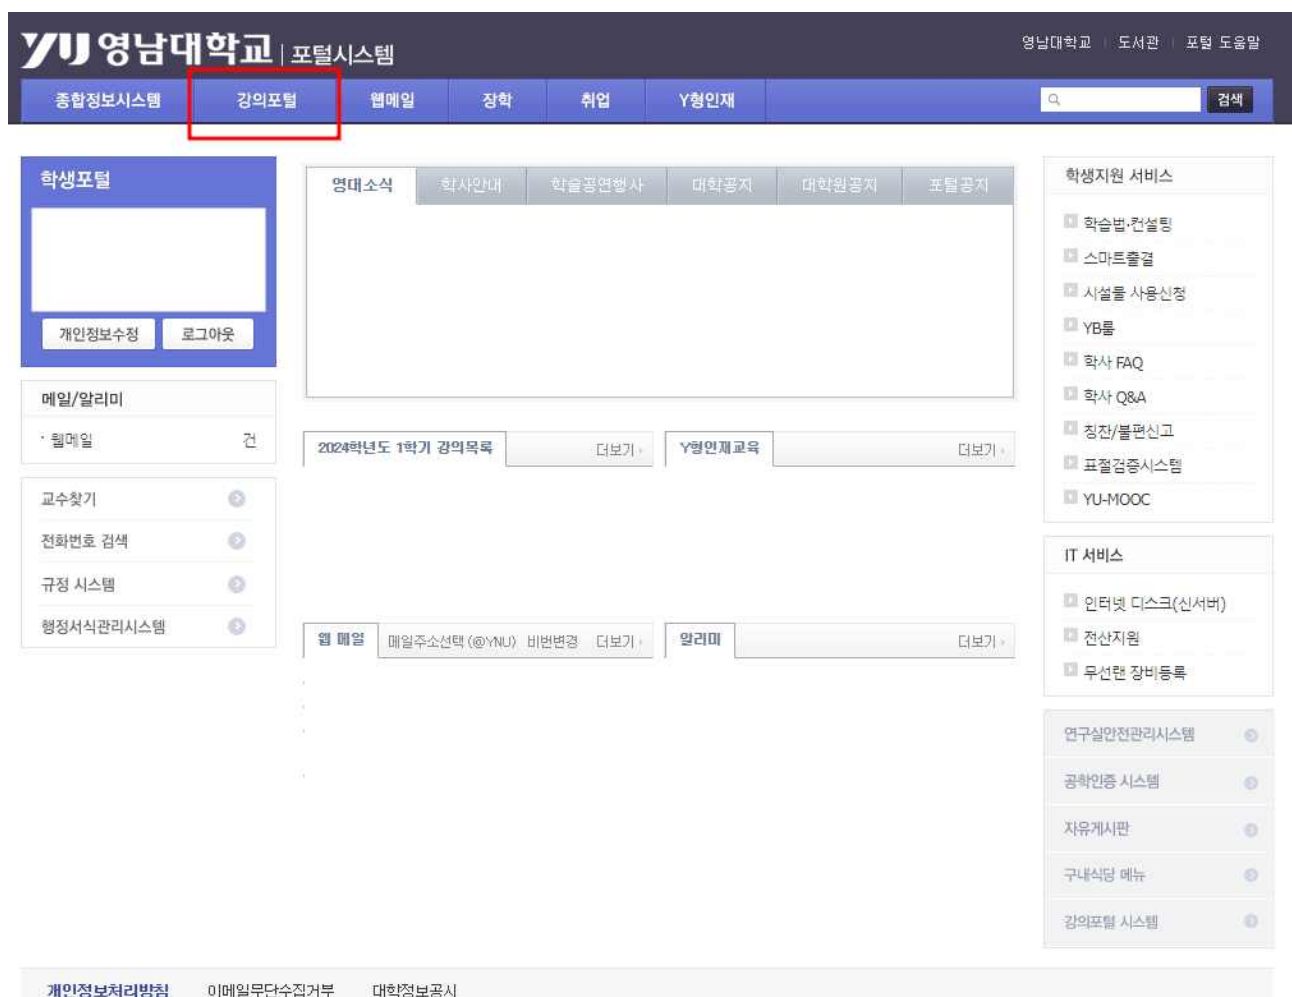 YU 영남대학교 | 포털시스템
영남대학교 | 도서관 | 포털 도움말
종합정보시스템 강의포털 웹메일 장학 취업 Y형인재
검색
학생포털
개인정보수정 로그아웃
메일/알리미
· 웹메일 건
교수찾기
전화번호 검색
규정 시스템
행정서식관리시스템
영대소식 학사안내 학술공연행사 대학공지 대학원공지 포털공지
2024학년도 1학기 강의목록 더보기
Y형인재교육 더보기
웹 메일 메일주소선택(@YNU) 비번변경 더보기
알리미 더보기
학생지원 서비스
학습법·컨설팅
스마트출결
시설물 사용신청
YB룸
학사 FAQ
학사 Q&A
칭찬/불편신고
표절검증시스템
YU-MOOC
IT 서비스
인터넷 디스크(신서버)
전산지원
무선랜 장비등록
연구실안전관리시스템
공학인증 시스템
자유게시판
구내식당 메뉴
강의포털 시스템
개인정보처리방침 이메일무단수집거부 대학정보공시